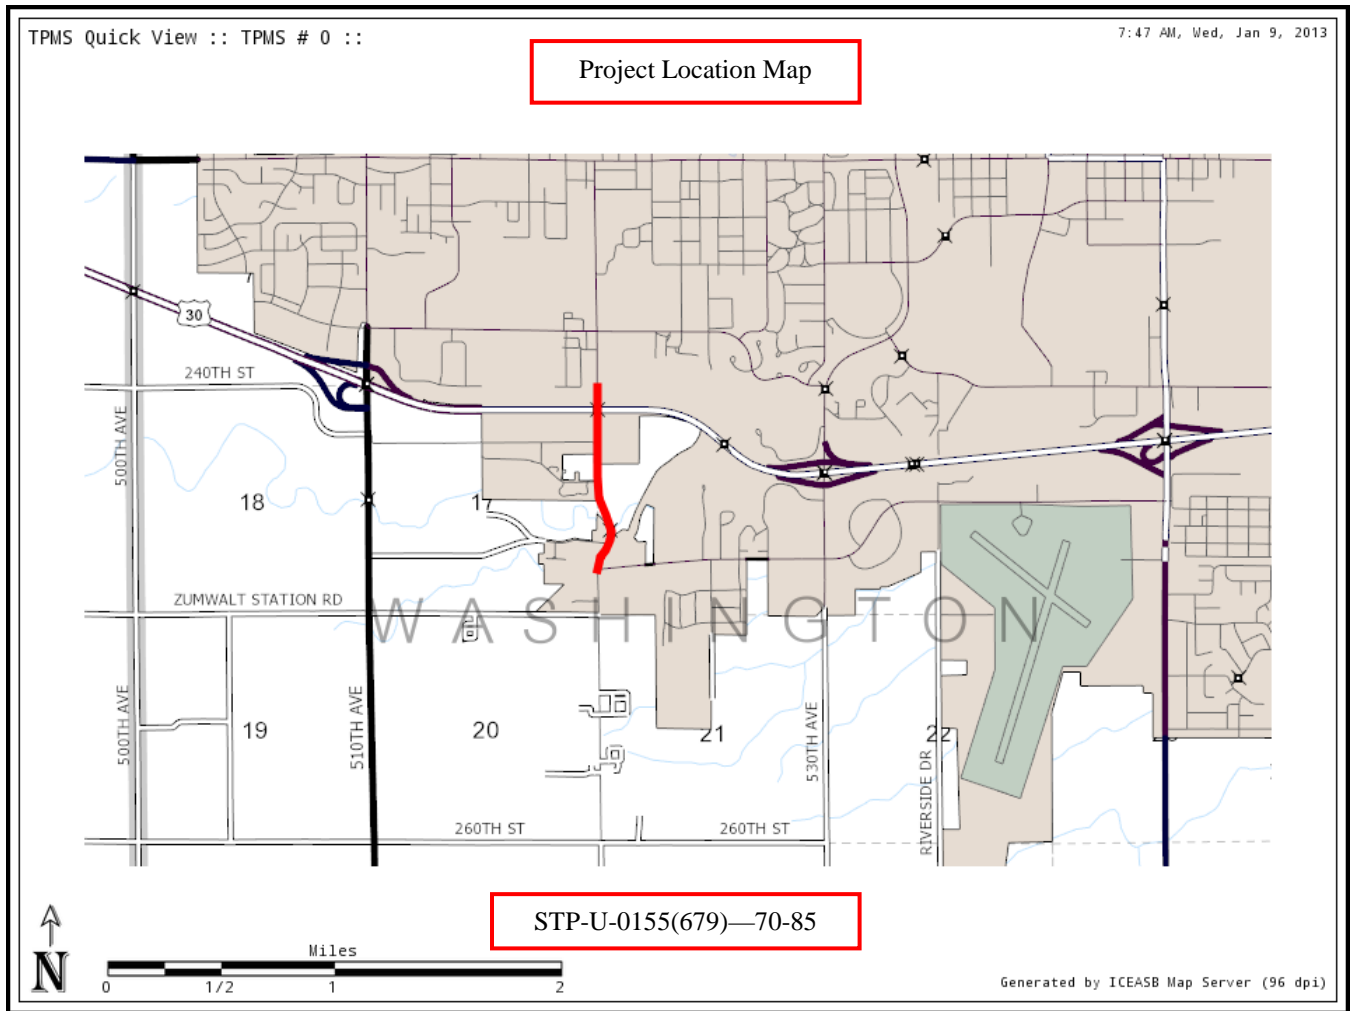 TPMS Quick View :: TPMS # 0 ::
7:47 AM, Wed, Jan 9, 2013
Project Location Map
30
240TH ST
500TH AVE
18
17
ZUMWALT STATION RD
WASHINGTON
500TH AVE
19
510TH AVE
20
21
530TH AVE
22
RIVERSIDE DR
260TH ST
260TH ST
STP-U-0155(679)—70-85
N
Miles
0 1/2 1 2
Generated by ICEASB Map Server (96 dpi)